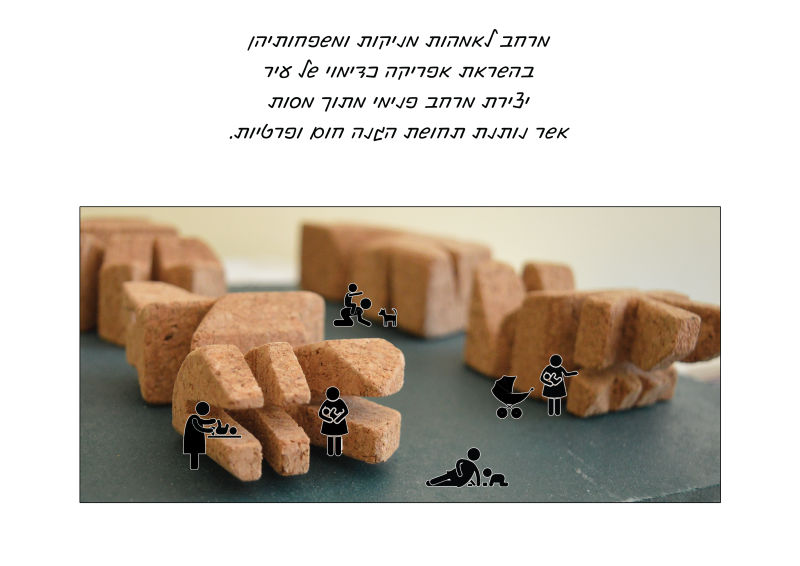 מרחב לאמהות מניקות ומשפחותיהן
בהשראת אפריקה כדימוי של עיר
יצירת מרחב פנימי מתוך מסות
אשר נותנת תחושת הגנה חום ופרטיות.